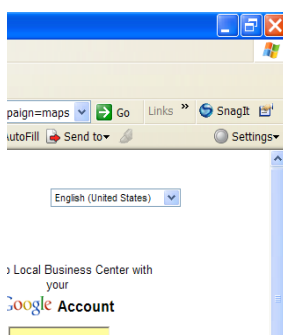 paign=maps Go Links » SnagIt
AutoFill Send to Settings
English (United States)
o Local Business Center with
your
Google Account